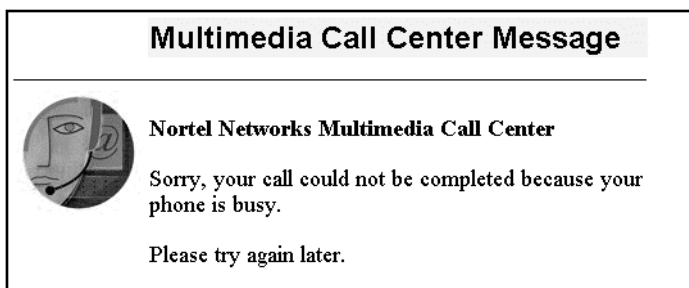 Multimedia Call Center Message
Nortel Networks Multimedia Call Center
Sorry, your call could not be completed because your
phone is busy.
Please try again later.